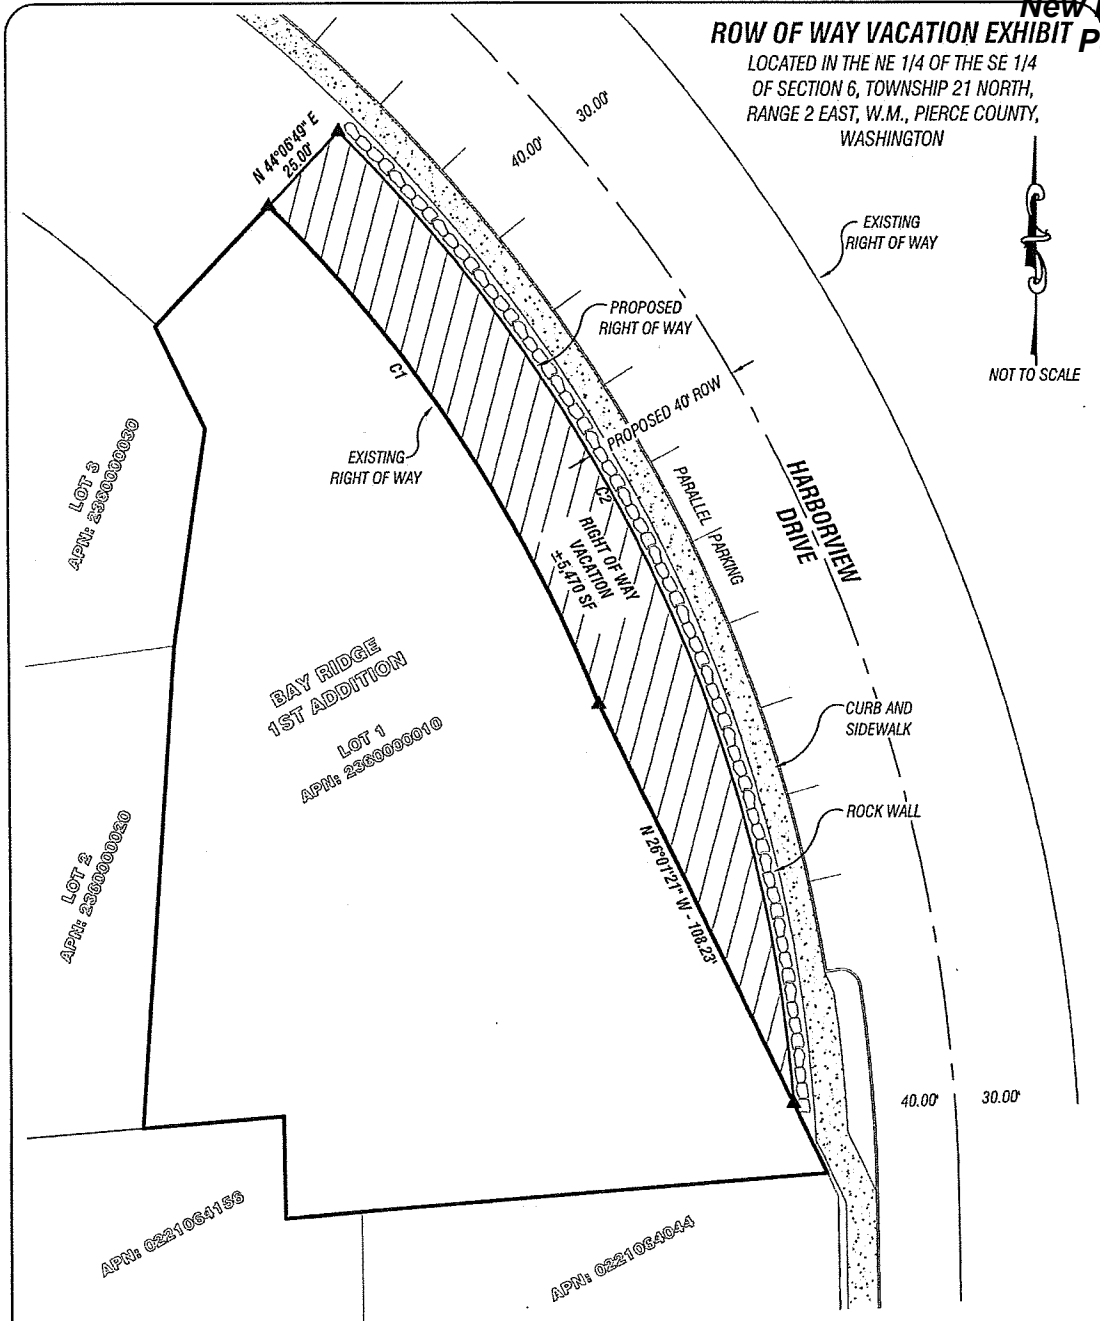 New
P
ROW OF WAY VACATION EXHIBIT
LOCATED IN THE NE 1/4 OF THE SE 1/4
OF SECTION 6, TOWNSHIP 21 NORTH,
RANGE 2 EAST, W.M., PIERCE COUNTY,
WASHINGTON
N 44°06'49" E
25.00'
30.00'
40.00'
EXISTING
RIGHT OF WAY
NOT TO SCALE
PROPOSED
RIGHT OF WAY
C1
PROPOSED 40' ROW
EXISTING
RIGHT OF WAY
LOT 3
APN: 2360000030
C2
PARALLEL
PARKING
HARBORVIEW
DRIVE
RIGHT OF WAY
VACATION
±5,470 SF
BAY RIDGE
1ST ADDITION
LOT 1
APN: 2360000010
CURB AND
SIDEWALK
ROCK WALL
LOT 2
APN: 2360000020
N 26°01'21" W - 108.23'
40.00'
30.00'
APN: 0221064156
APN: 0221064044